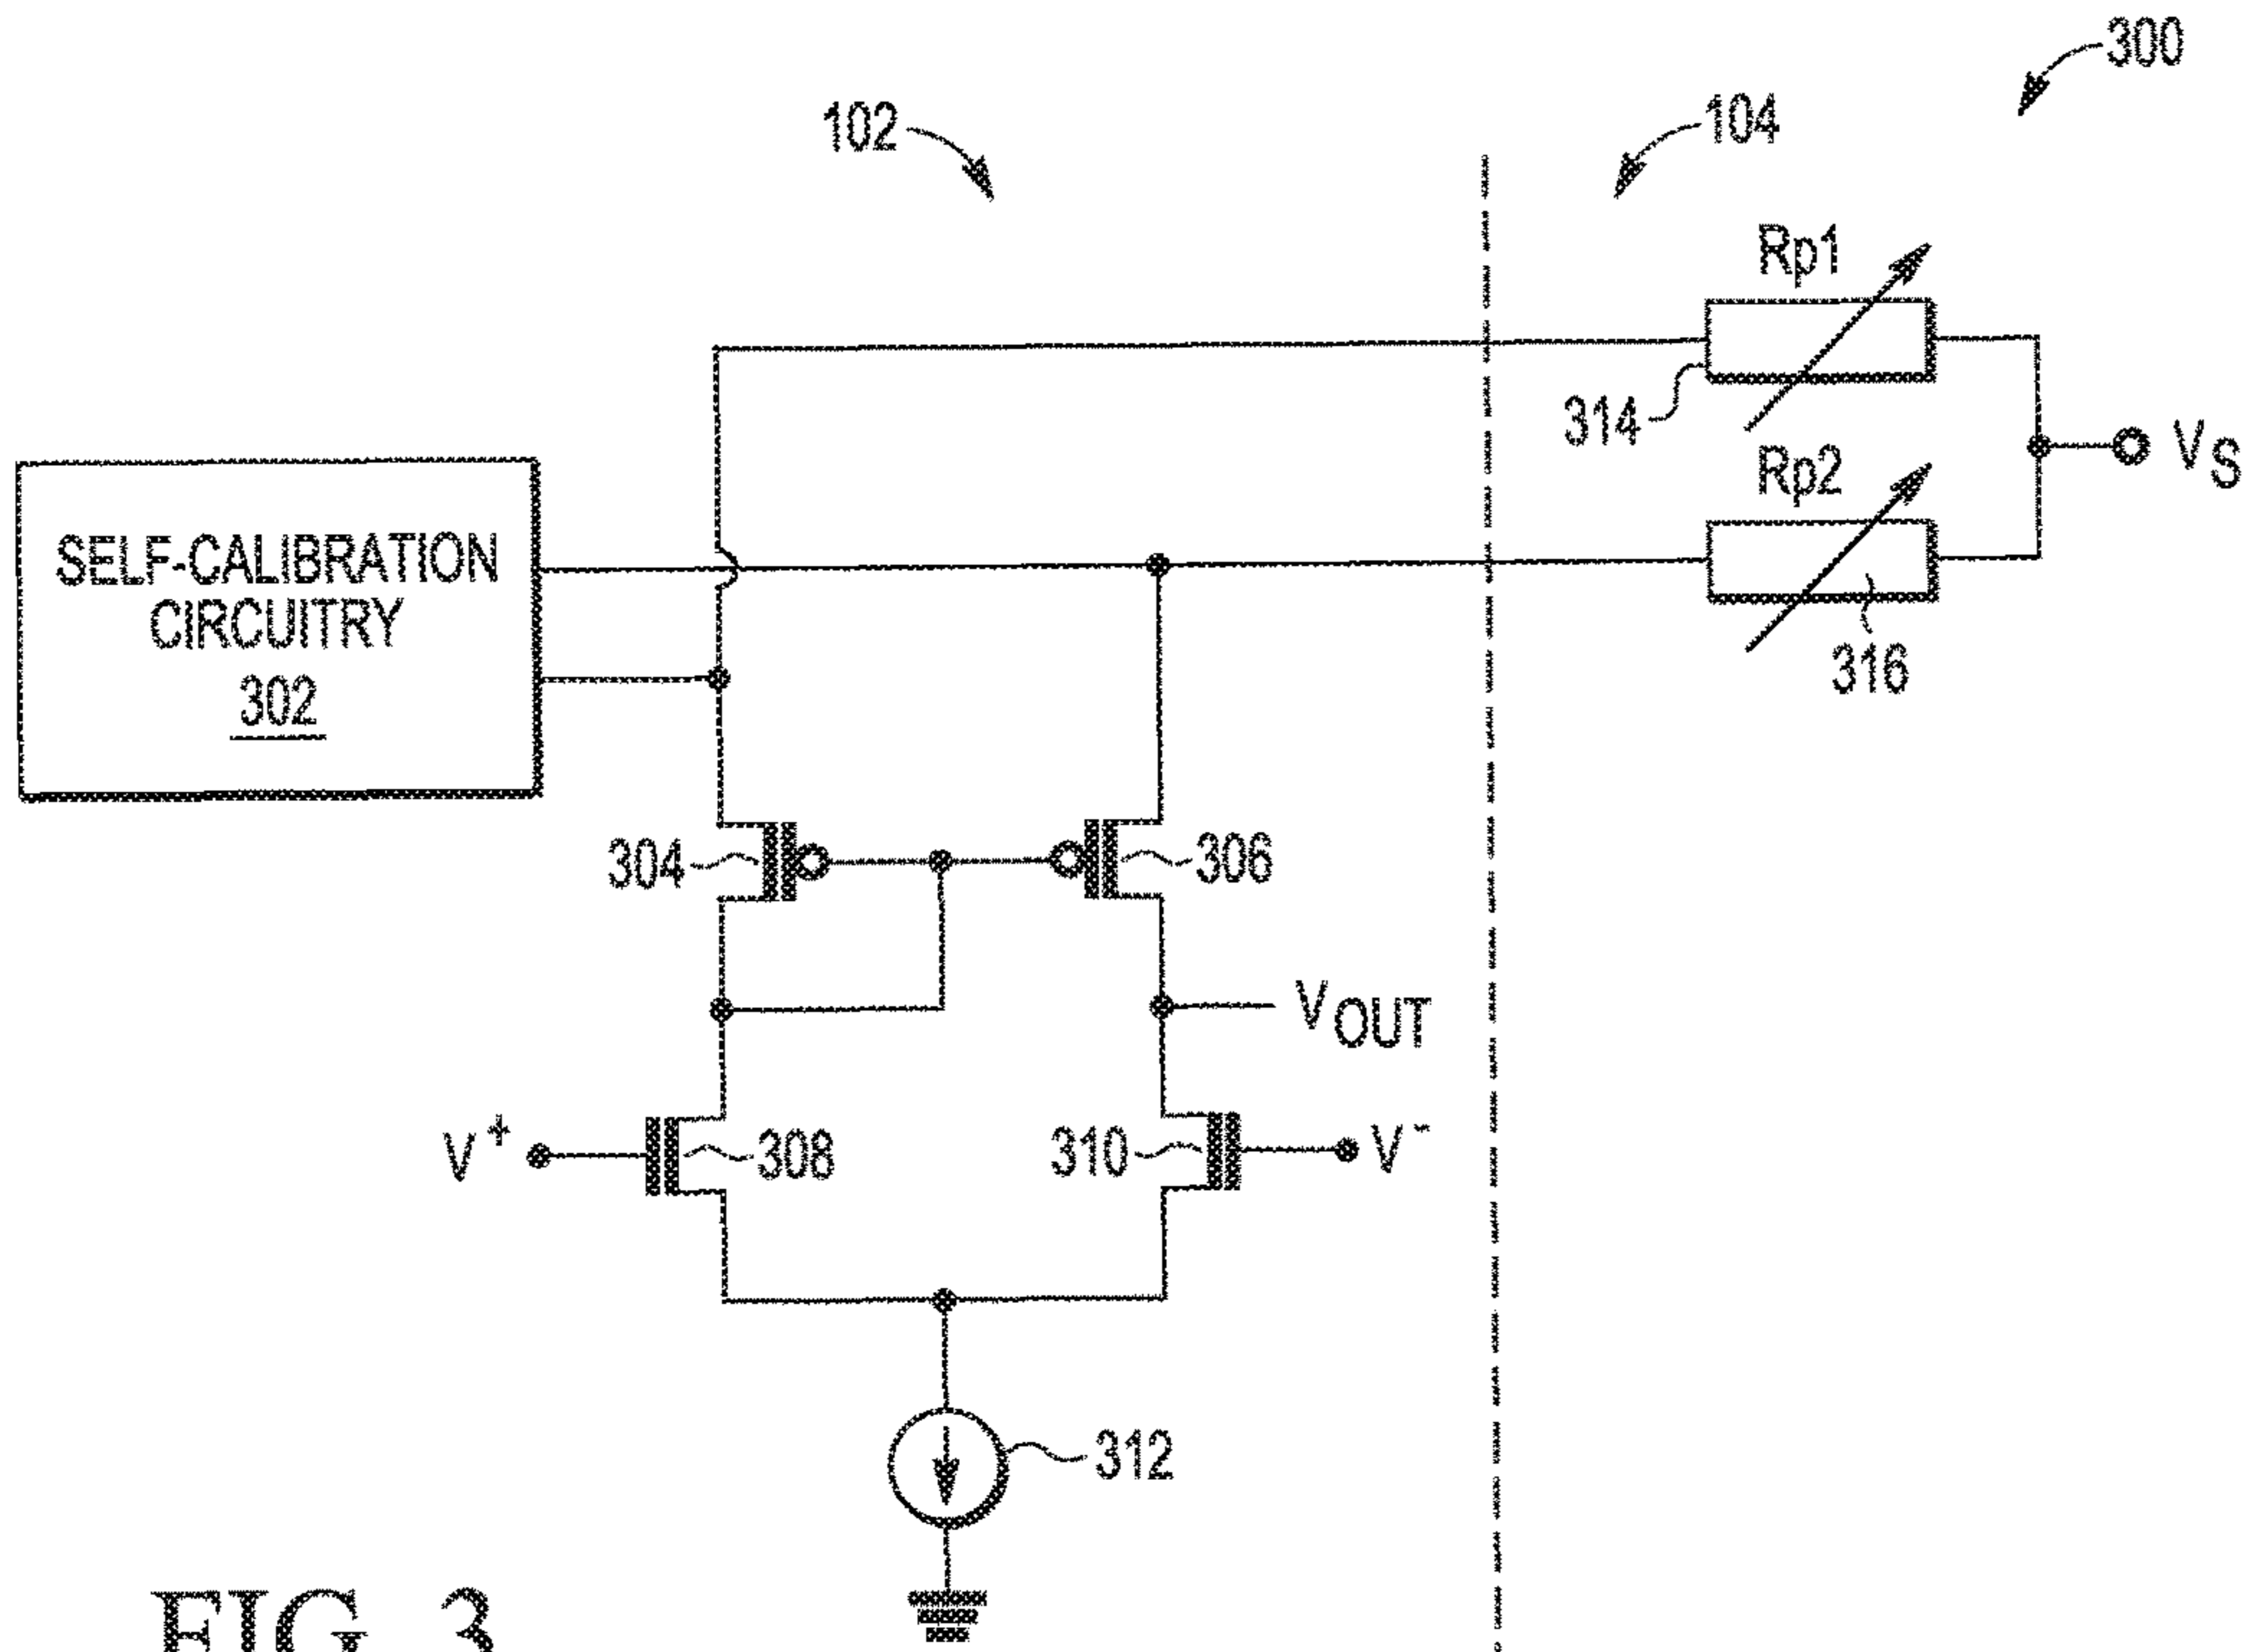 300
102
104
Rp1
314
Rp2
VS
316
SELF-CALIBRATION
CIRCUITRY
302
304
306
VOUT
V+
308
310
V-
312
FIG. 3